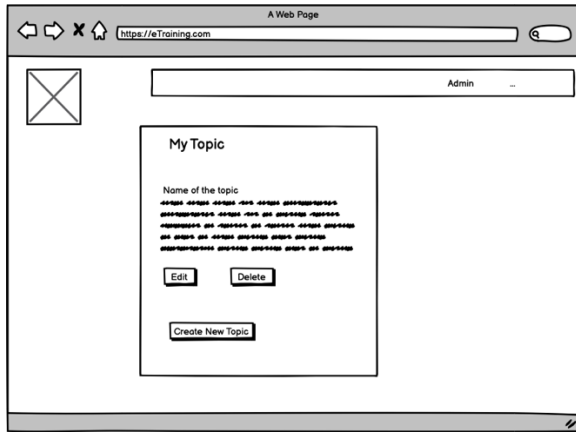 A Web Page
https://eTraining.com
Admin ...
My Topic
Name of the topic
Edit Delete
Create New Topic